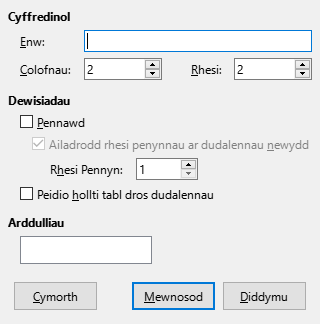 Cyffredinol
Enw:
Colofnau: 2 Rhesi: 2
Dewisiadau
Pennawd
Ailadrodd rhesi penynnau ar dudalennau newydd
Rhesi Pennyn: 1
Peidio hollti tabl dros dudalennau
Arddulliau
Cymorth Mewnosod Diddymu